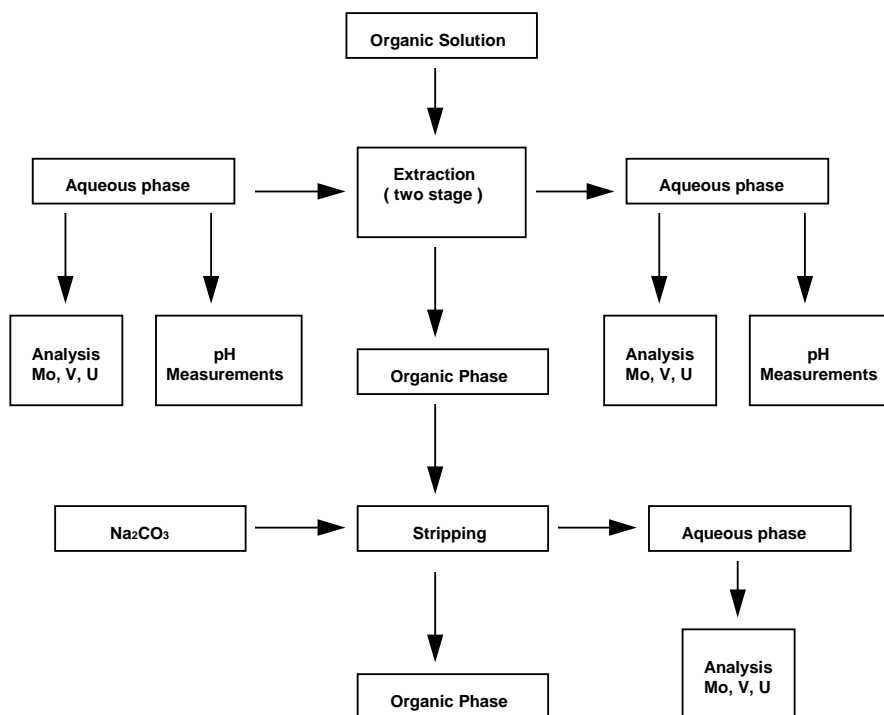 Organic Solution
Aqueous phase
Extraction
( two stage )
Aqueous phase
Analysis
Mo, V, U
pH
Measurements
Organic Phase
Analysis
Mo, V, U
pH
Measurements
Na₂CO₃
Stripping
Aqueous phase
Organic Phase
Analysis
Mo, V, U